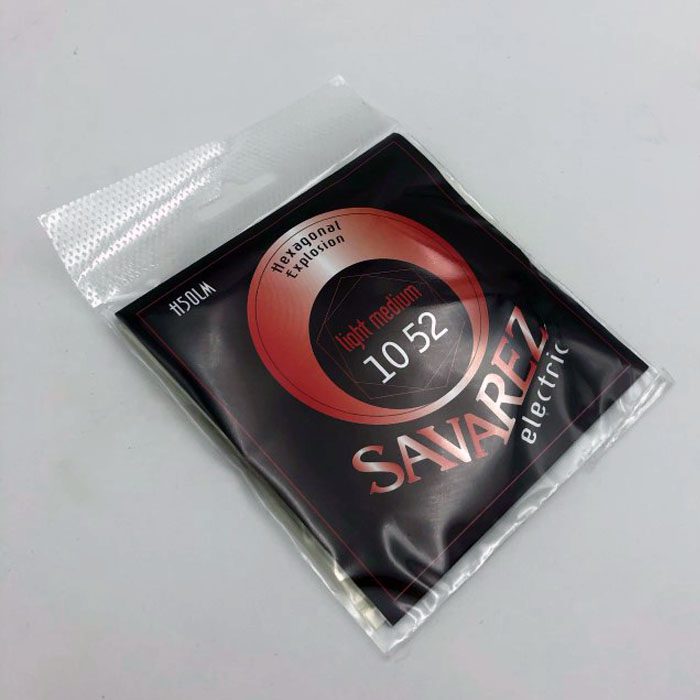 H50LM
Hexagonal
Explosion
light medium
10 52
SAVAREZ
electric